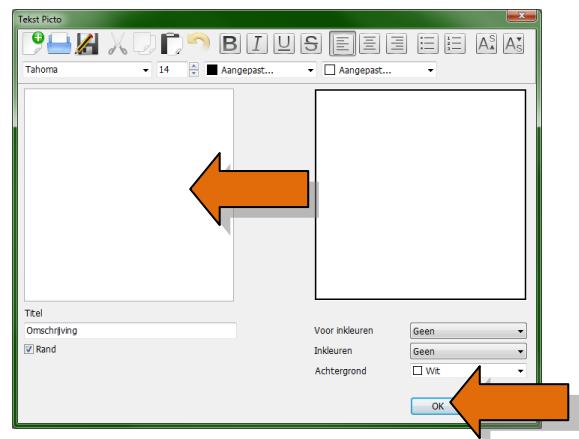 Tekst Picto
B I U S A S A S
Tahoma 14 Aangepast... Aangepast...
Titel
Omschrijving
Rand
Voor inkleuren Geen
Inkleuren Geen
Achtergrond Wit
OK